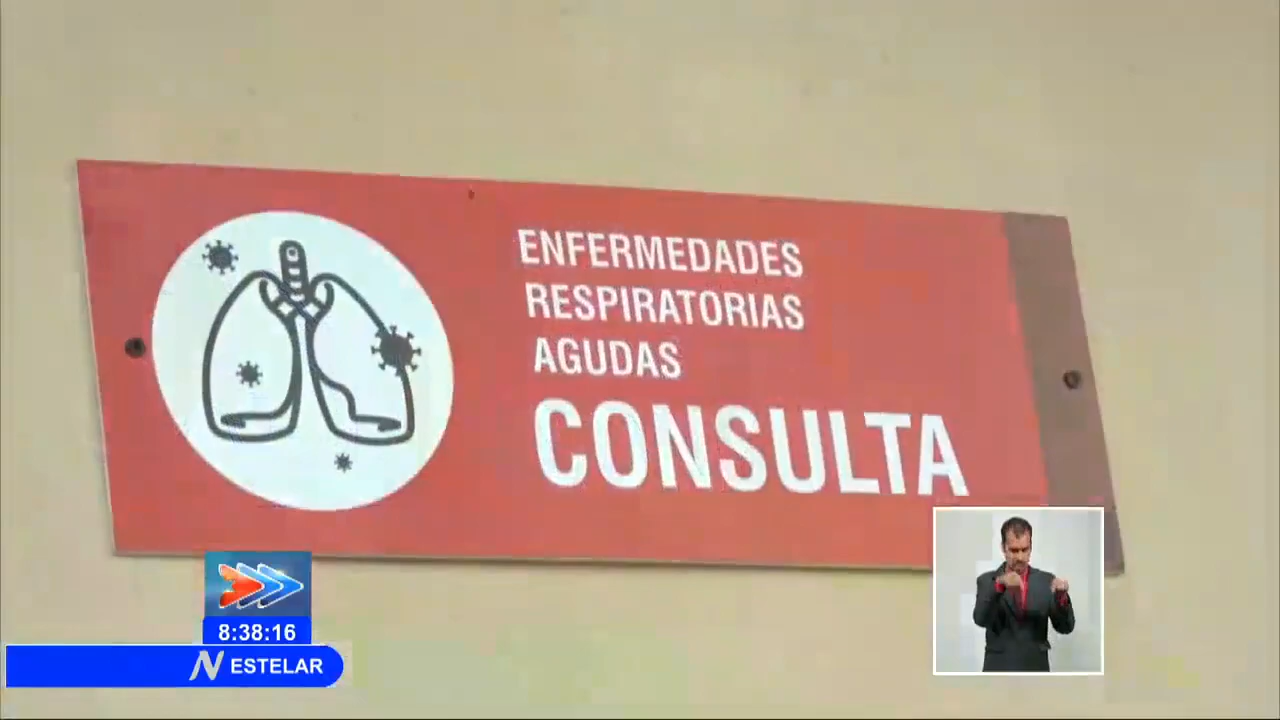 ENFERMEDADES
RESPIRATORIAS
AGUDAS
CONSULTA
8:38:16
N ESTELAR